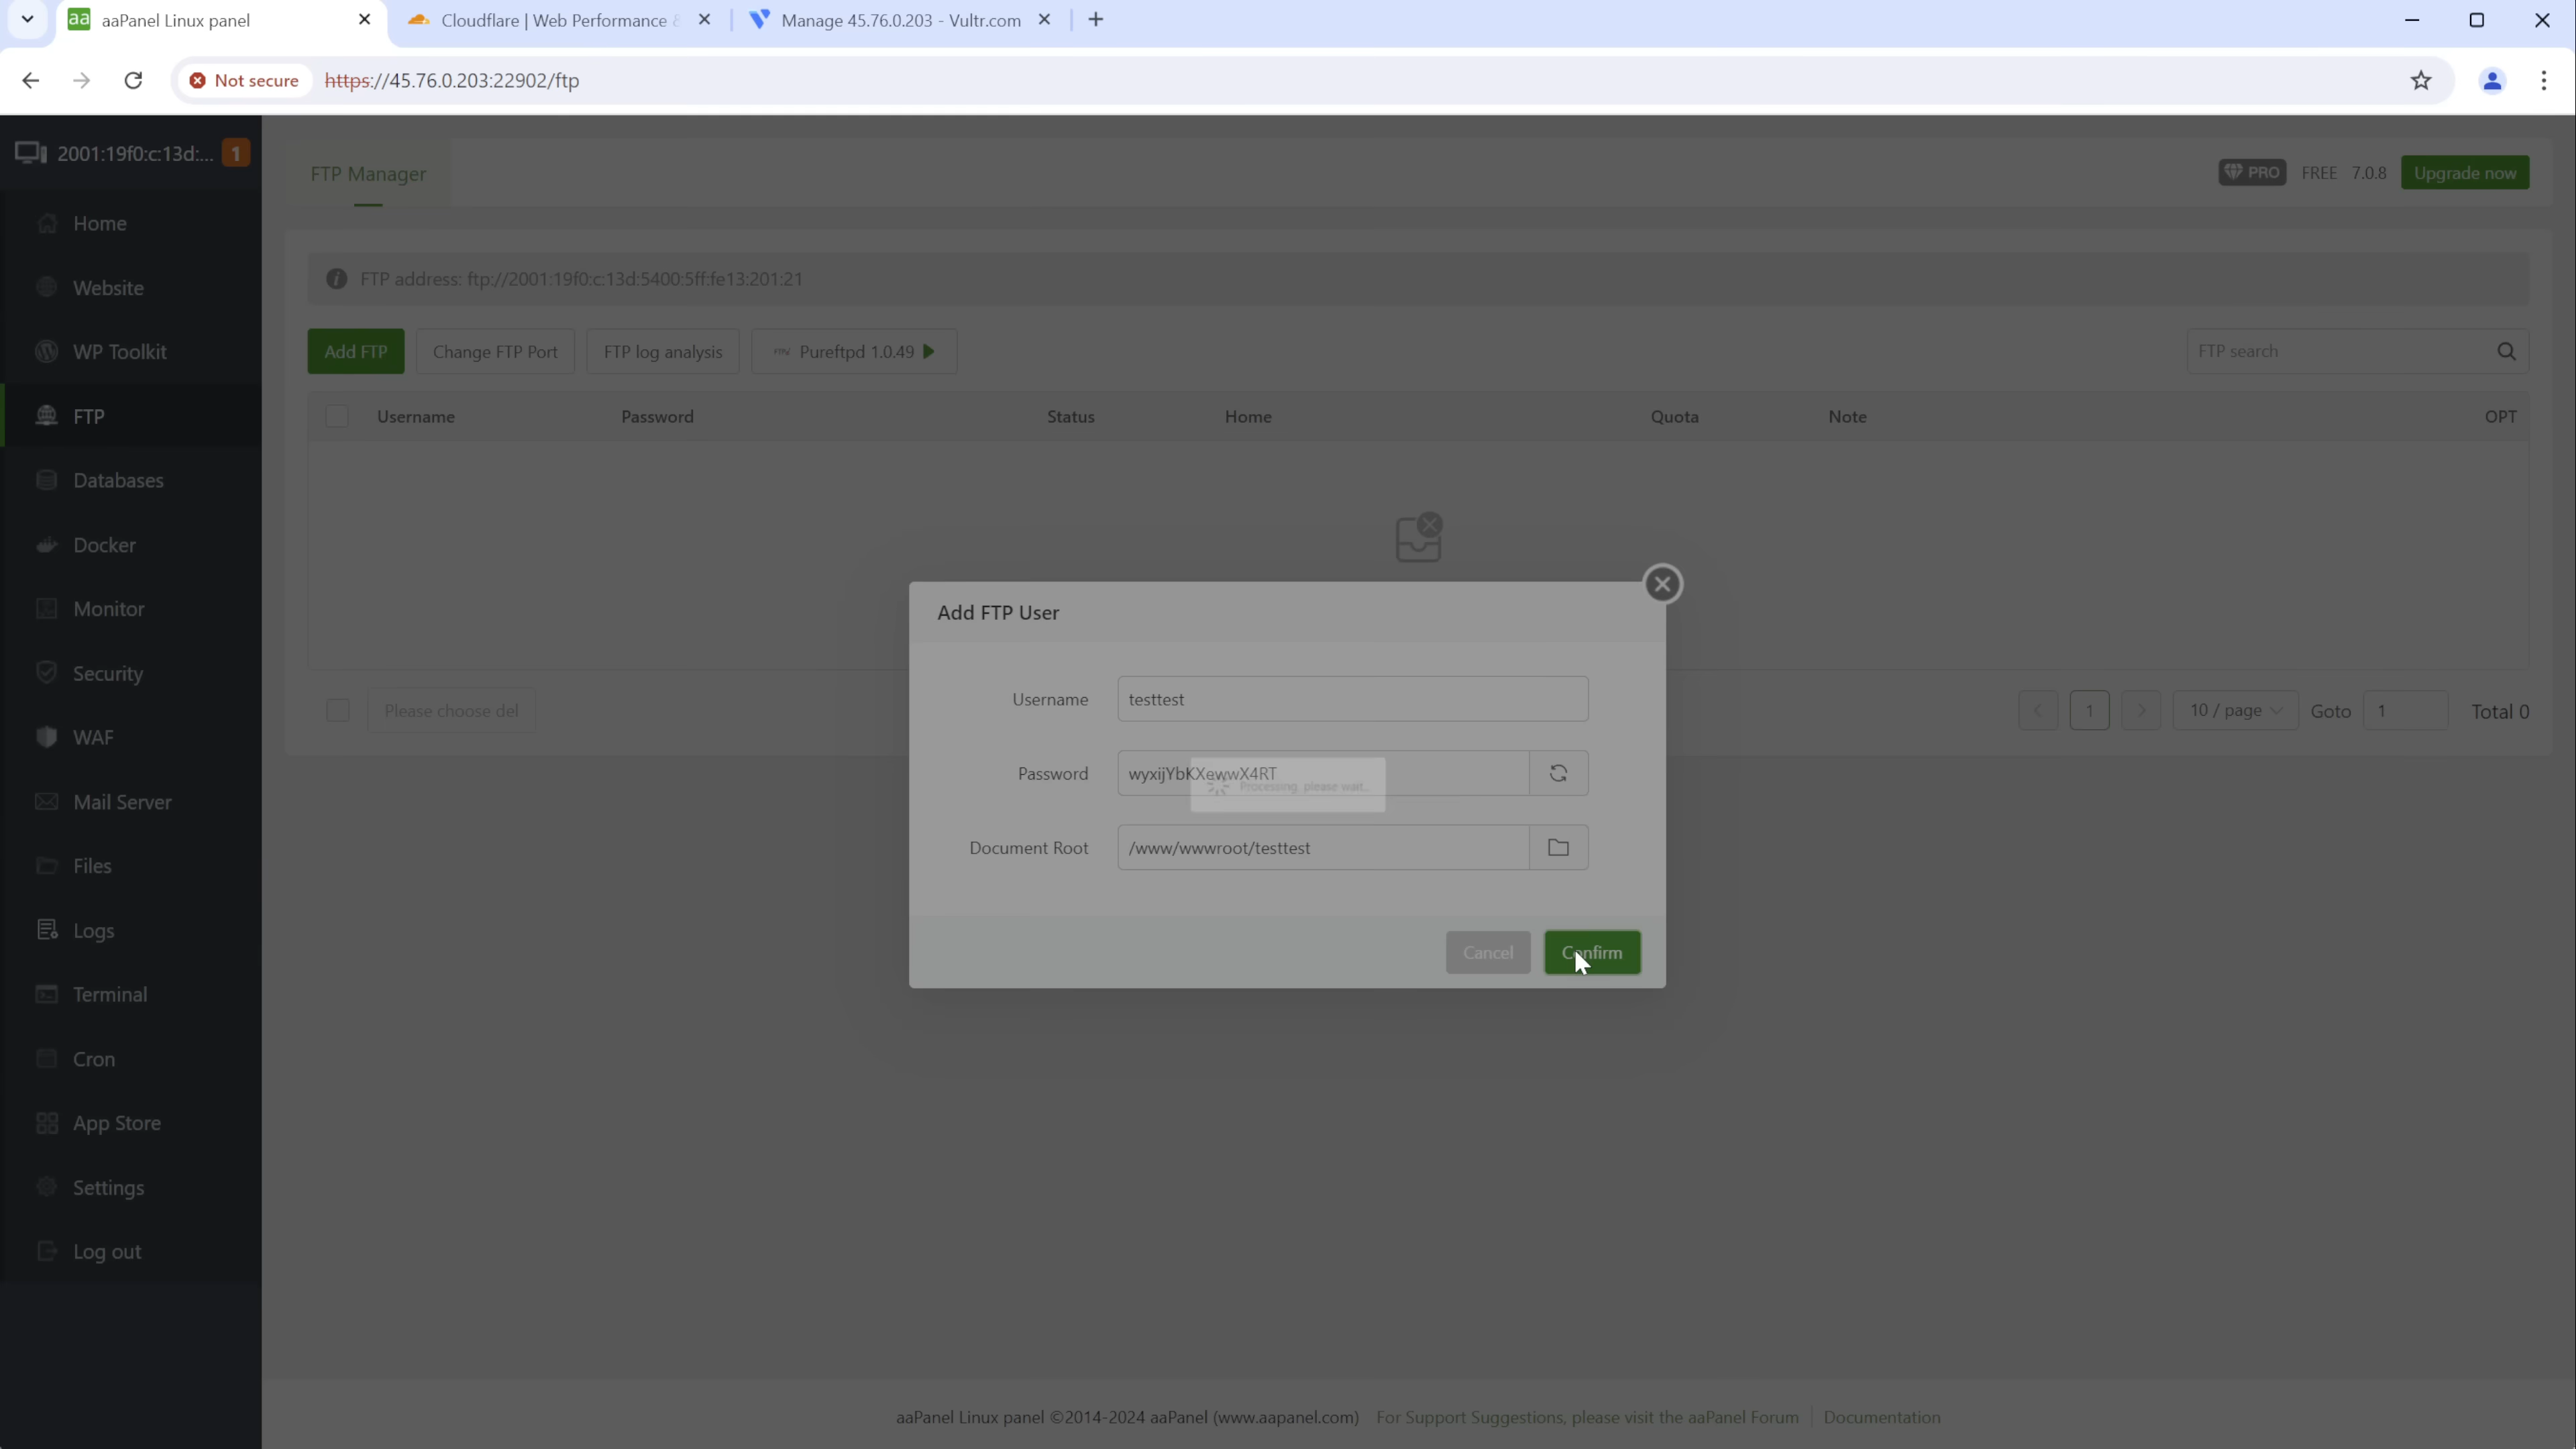 aaPanel Linux panel
Cloudflare | Web Performance &
Manage 45.76.0.203 - Vultr.com
Not secure
https://45.76.0.203:22902/ftp
2001:19f0:c:13d:... 1
FTP Manager
PRO FREE 7.0.8 Upgrade now
Home
Website
WP Toolkit
FTP
Databases
Docker
Monitor
Security
WAF
Mail Server
Files
Logs
Terminal
Cron
App Store
Settings
Log out
FTP address: ftp://2001:19f0:c:13d:5400:5ff:fe13:201:21
Add FTP Change FTP Port FTP log analysis Pureftpd 1.0.49 FTP search
Username Password Status Home Quota Note OPT
Please choose del
1 10 / page Goto 1 Total 0
Add FTP User
Username testtest
Password wyxijYbKXewwX4RT
Processing, please wait...
Document Root /www/wwwroot/testtest
Cancel Confirm
aaPanel Linux panel ©2014-2024 aaPanel (www.aapanel.com) For Support Suggestions, please visit the aaPanel Forum Documentation